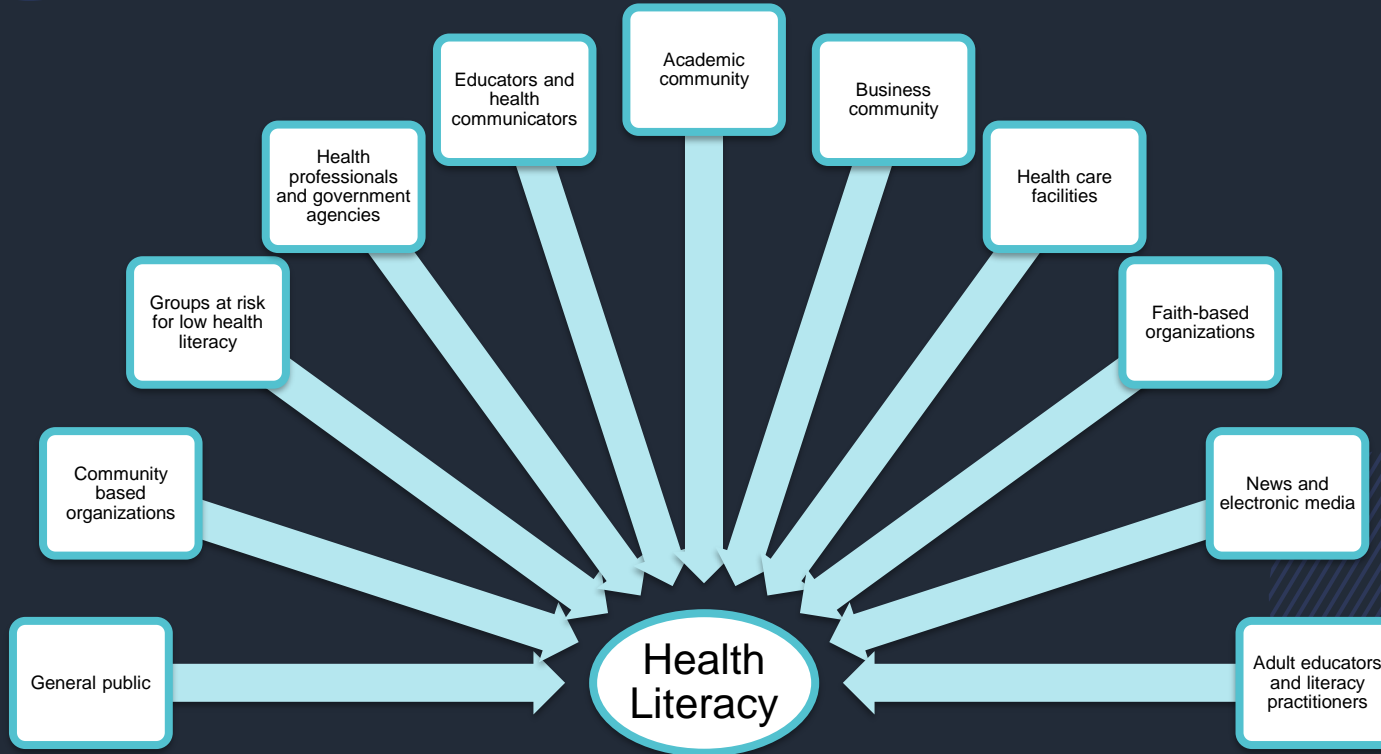 General public
Community
based
organizations
Groups at risk
for low health
literacy
Health
professionals
and government
agencies
Educators and
health
communicators
Academic
community
Business
community
Health care
facilities
Faith-based
organizations
News and
electronic media
Adult educators
and literacy
practitioners
Health
Literacy